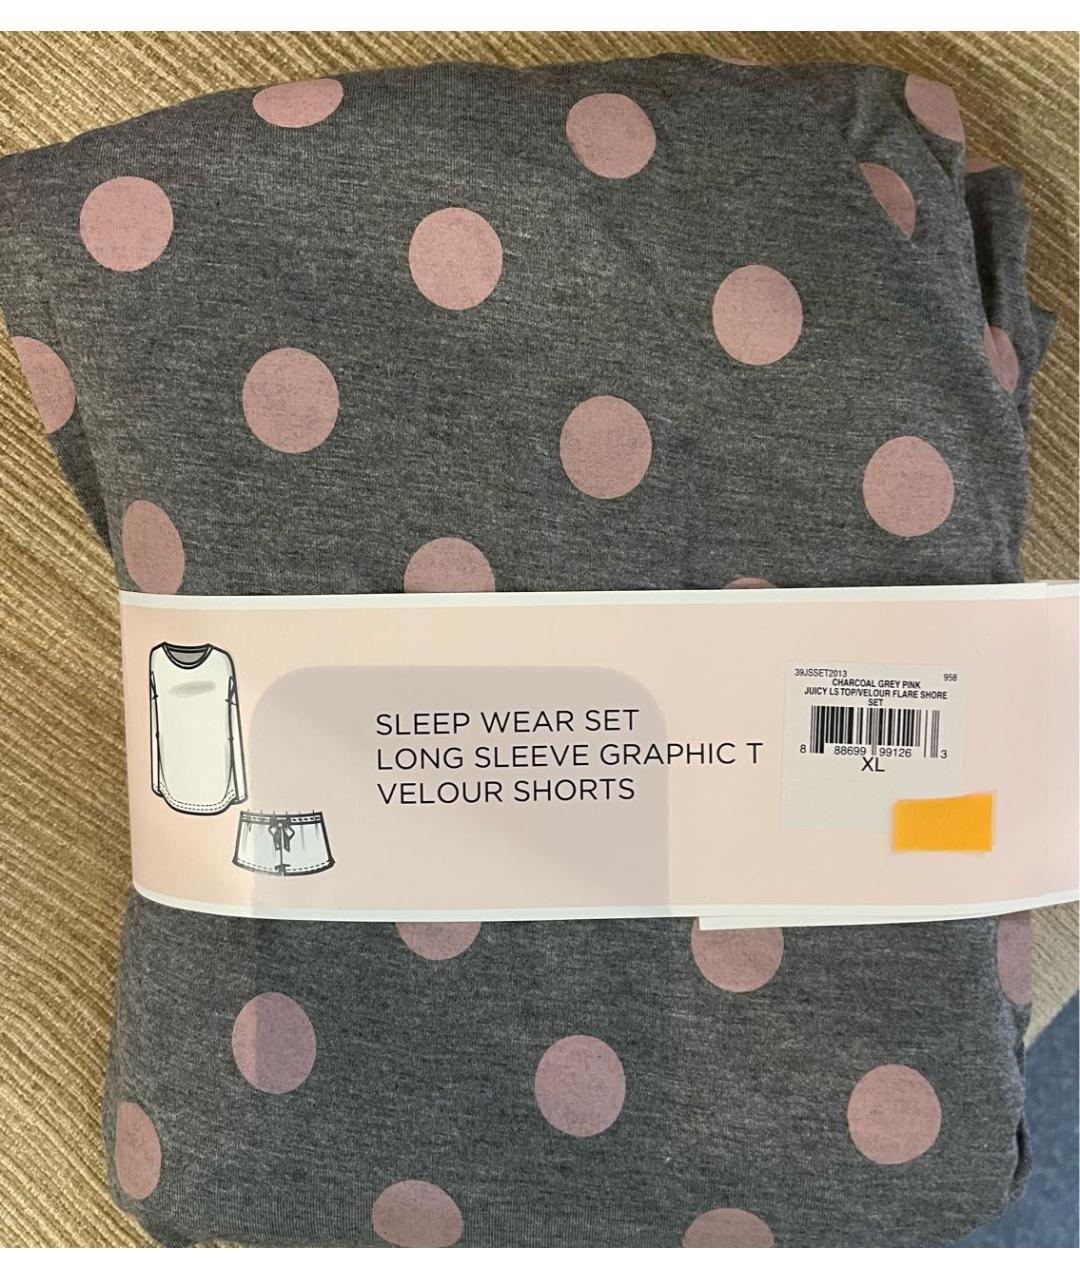 SLEEP WEAR SET
LONG SLEEVE GRAPHIC T
VELOUR SHORTS
39JSSET2013 958
CHARCOAL GREY PINK
JUICY LS TOP/VELOUR FLARE SHORE
SET
8 88699 99126 3
XL